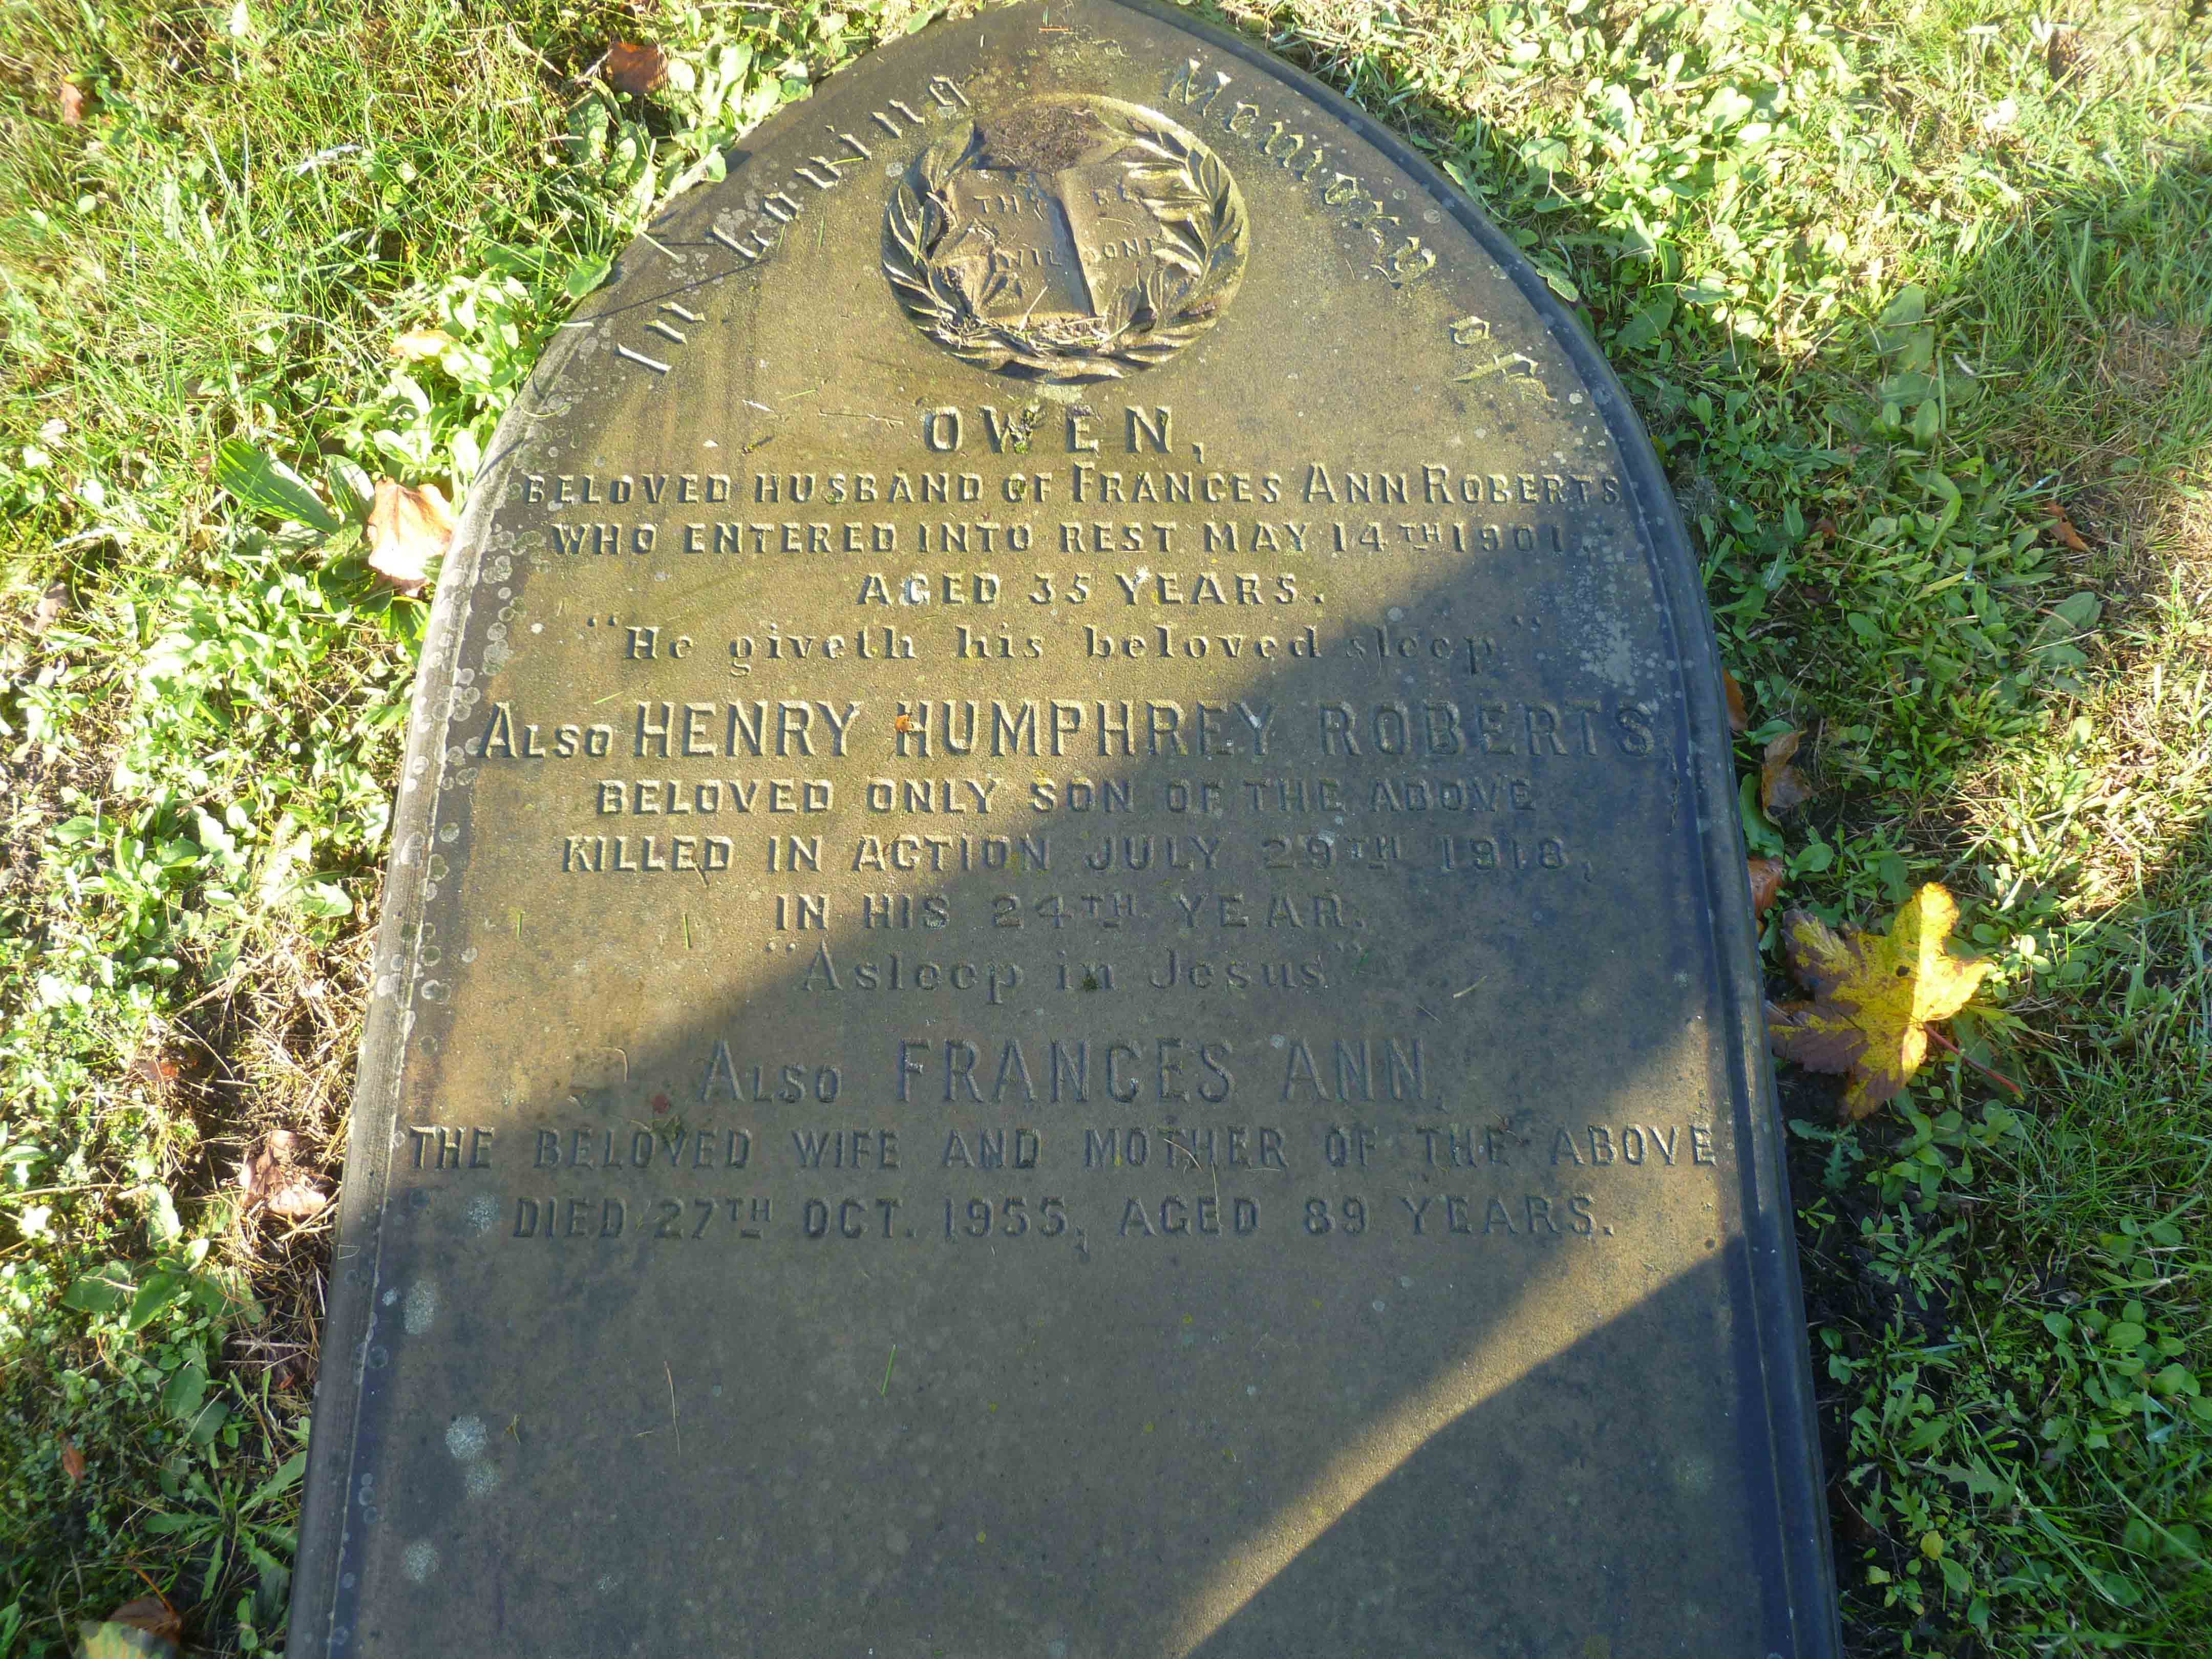 In Loving Memory of
TH
WIL DONE
OWEN,
BELOVED HUSBAND OF FRANCES ANN ROBERTS
WHO ENTERED INTO REST MAY 14TH 1901,
AGED 35 YEARS.
"He giveth his beloved sleep"
ALSO HENRY HUMPHREY ROBERTS
BELOVED ONLY SON OF THE ABOVE
KILLED IN ACTION JULY 29TH 1918,
IN HIS 24TH YEAR.
"Asleep in Jesus"
ALSO FRANCES ANN,
THE BELOVED WIFE AND MOTHER OF THE ABOVE
DIED 27TH OCT. 1955, AGED 89 YEARS.